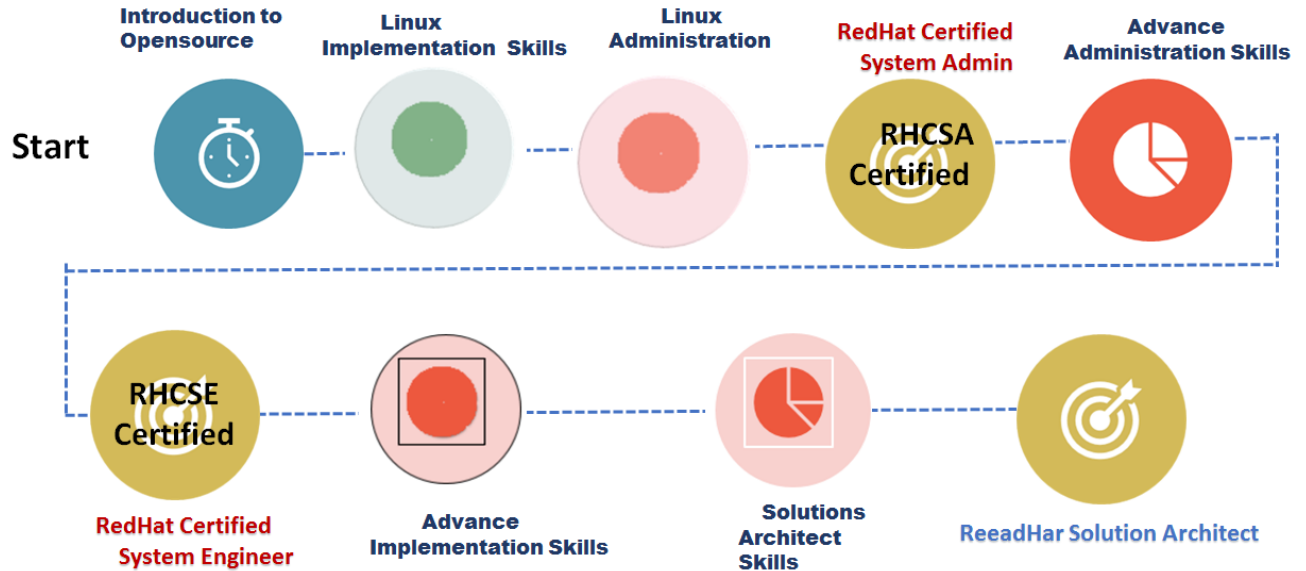 Introduction to
Opensource
Linux
Implementation Skills
Linux
Administration
RedHat Certified
System Admin
Advance
Administration Skills
Start
RHCSA
Certified
RHCSE
Certified
RedHat Certified
System Engineer
Advance
Implementation Skills
Solutions
Architect
Skills
ReeadHar Solution Architect